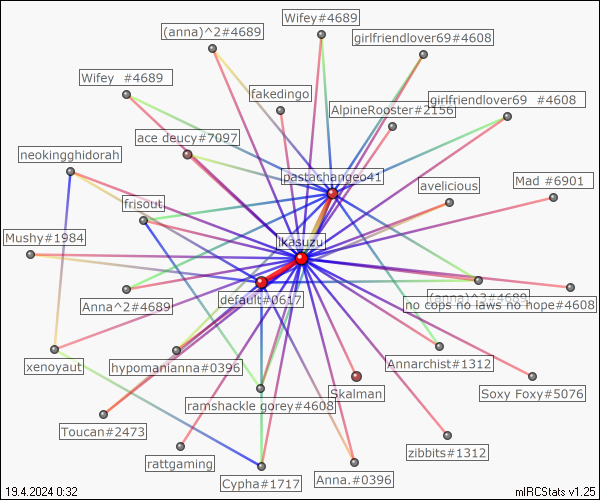 Wifey#4689
(anna)^2#4689
girlfriendlover69#4608
Wifey  #4689
fakedingo
girlfriendlover69  #4608
AlpineRooster#2156
ace deucy#7097
neokingghidorah
pastachangeo41
avelicious
Mad #6901
frisout
Mushy#1984
ikasuzu
default#0617
Anna^2#4689
(anna)^3#4689
no cops no laws no hope#4608
xenoyaut
hypomanianna#0396
Annarchist#1312
Skalman
Soxy Foxy#5076
ramshackle gorey#4608
Toucan#2473
zibbits#1312
rattgaming
Cypha#1717
Anna.#0396
19.4.2024 0:32
mIRCStats v1.25